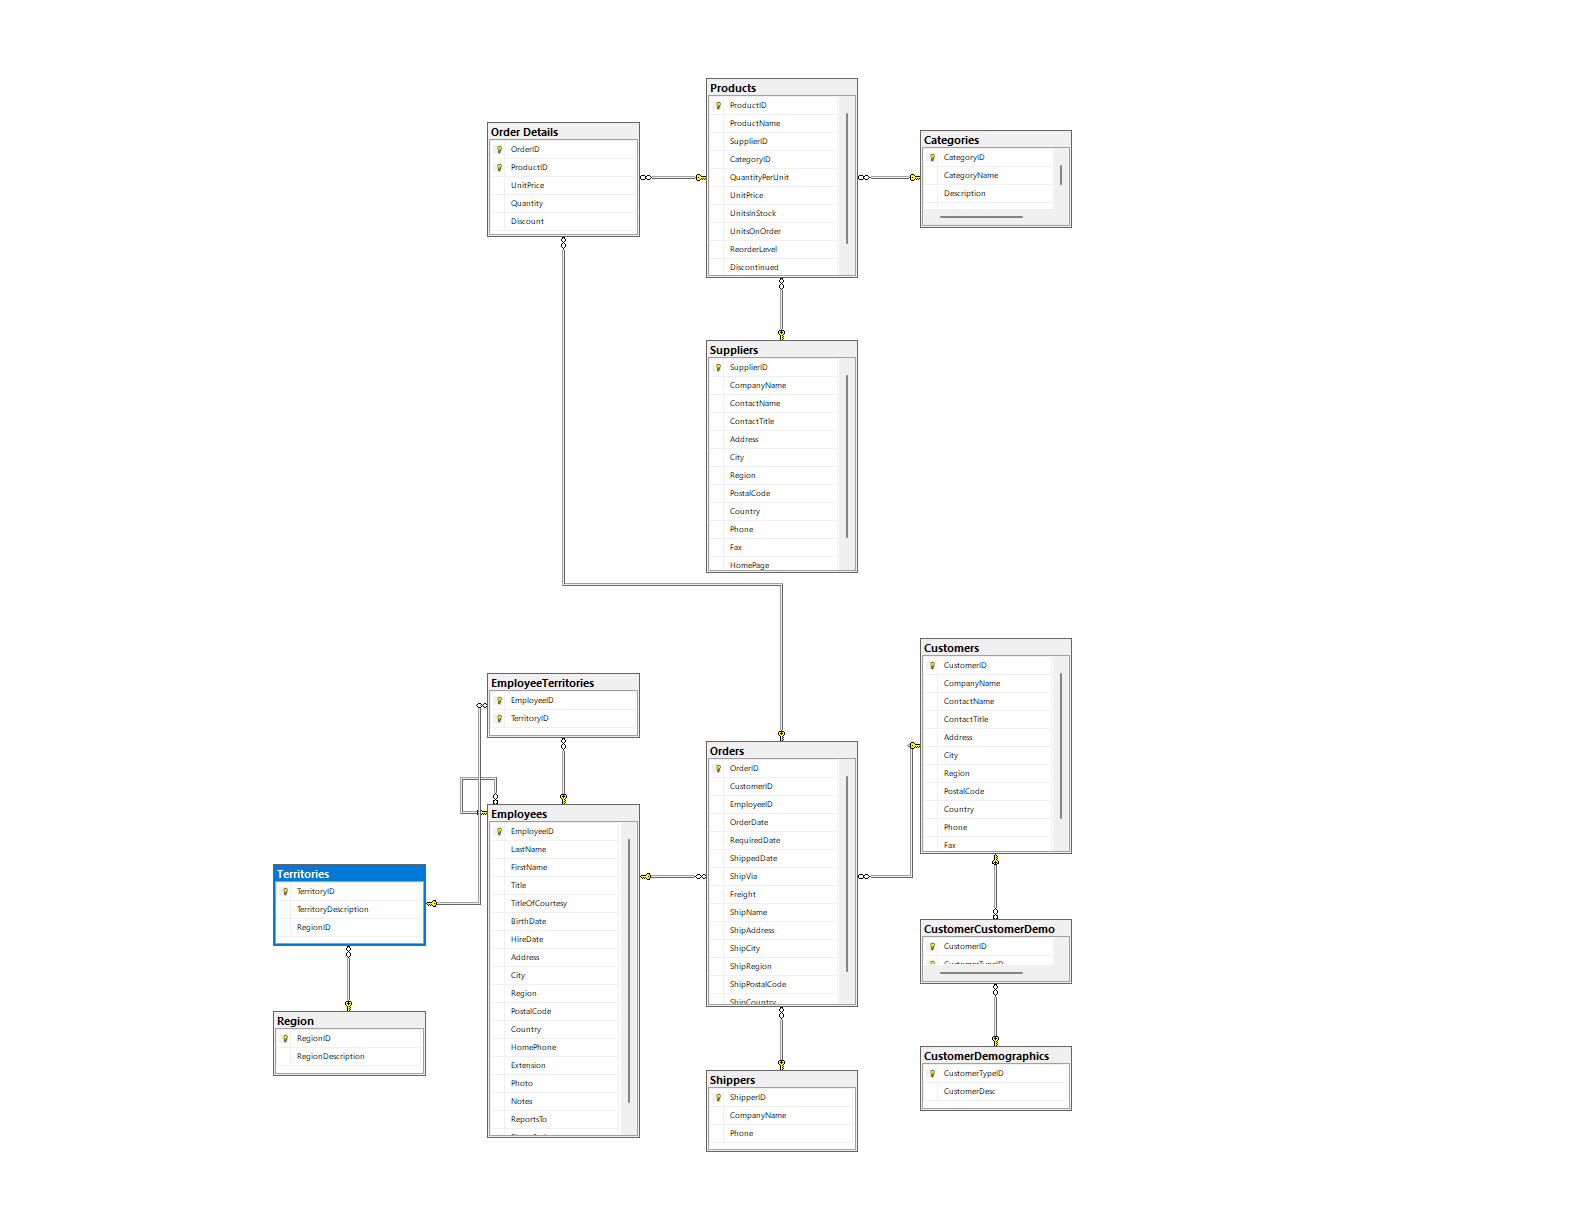 Products
ProductID
ProductName
SupplierID
CategoryID
QuantityPerUnit
UnitPrice
UnitsInStock
UnitsOnOrder
ReorderLevel
Discontinued
Order Details
OrderID
ProductID
UnitPrice
Quantity
Discount
Categories
CategoryID
CategoryName
Description
Suppliers
SupplierID
CompanyName
ContactName
ContactTitle
Address
City
Region
PostalCode
Country
Phone
Fax
HomePage
Customers
CustomerID
CompanyName
ContactName
ContactTitle
Address
City
Region
PostalCode
Country
Phone
Fax
EmployeeTerritories
EmployeeID
TerritoryID
Orders
OrderID
CustomerID
EmployeeID
OrderDate
RequiredDate
ShippedDate
ShipVia
Freight
ShipName
ShipAddress
ShipCity
ShipRegion
ShipPostalCode
ShipCountry
Employees
EmployeeID
LastName
FirstName
Title
TitleOfCourtesy
BirthDate
HireDate
Address
City
Region
PostalCode
Country
HomePhone
Extension
Photo
Notes
ReportsTo
Territories
TerritoryID
TerritoryDescription
RegionID
CustomerCustomerDemo
CustomerID
CustomerTypeID
Region
RegionID
RegionDescription
CustomerDemographics
CustomerTypeID
CustomerDesc
Shippers
ShipperID
CompanyName
Phone